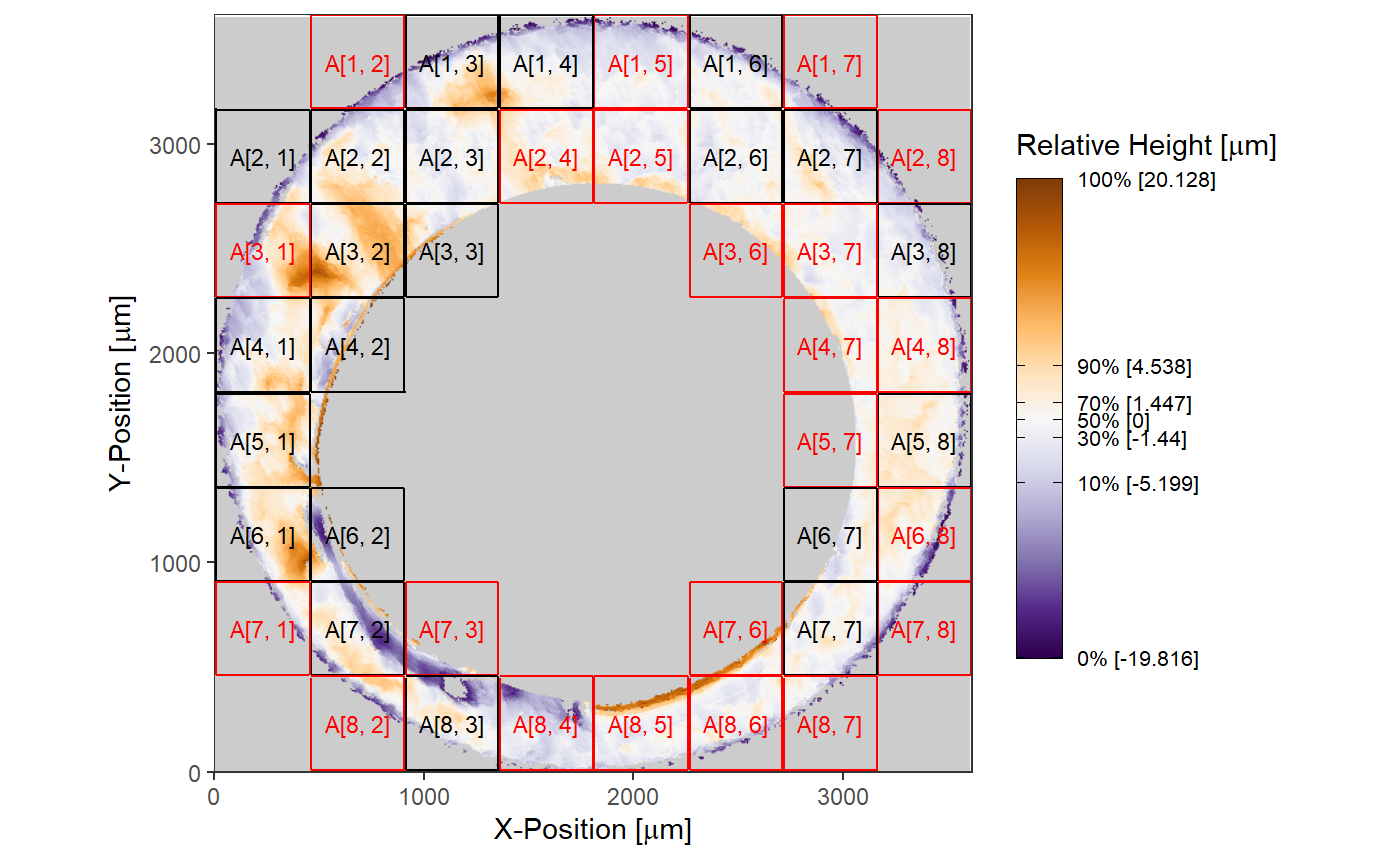 A[1, 2] A[1, 3] A[1, 4] A[1, 5] A[1, 6] A[1, 7]
A[2, 1] A[2, 2] A[2, 3] A[2, 4] A[2, 5] A[2, 6] A[2, 7] A[2, 8]
A[3, 1] A[3, 2] A[3, 3] A[3, 6] A[3, 7] A[3, 8]
A[4, 1] A[4, 2] A[4, 7] A[4, 8]
A[5, 1] A[5, 7] A[5, 8]
A[6, 1] A[6, 2] A[6, 7] A[6, 8]
A[7, 1] A[7, 2] A[7, 3] A[7, 6] A[7, 7] A[7, 8]
A[8, 2] A[8, 3] A[8, 4] A[8, 5] A[8, 6] A[8, 7]
3000
2000
1000
0
Y-Position [μm]
0 1000 2000 3000
X-Position [μm]
Relative Height [μm]
100% [20.128]
90% [4.538]
70% [1.447]
50% [0]
30% [-1.44]
10% [-5.199]
0% [-19.816]